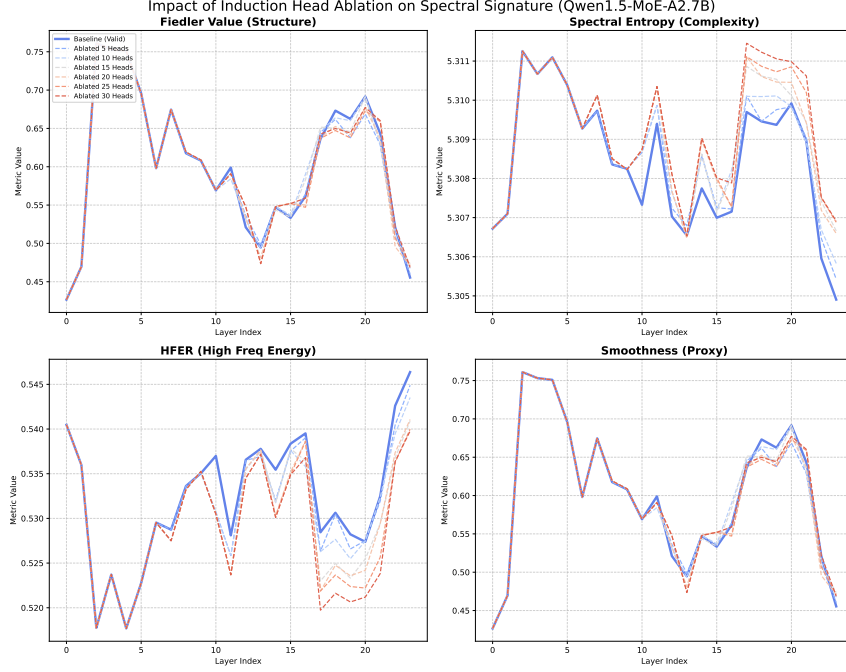 Impact of Induction Head Ablation on Spectral Signature (Qwen1.5-MoE-A2.7B)
Fiedler Value (Structure)
Metric Value
0.75
0.70
0.65
0.60
0.55
0.50
0.45
Baseline (Valid)
Ablated 5 Heads
Ablated 10 Heads
Ablated 15 Heads
Ablated 20 Heads
Ablated 25 Heads
Ablated 30 Heads
0 5 10 15 20
Layer Index
Spectral Entropy (Complexity)
Metric Value
5.311
5.310
5.309
5.308
5.307
5.306
5.305
0 5 10 15 20
Layer Index
HFER (High Freq Energy)
Metric Value
0.545
0.540
0.535
0.530
0.525
0.520
0 5 10 15 20
Layer Index
Smoothness (Proxy)
Metric Value
0.75
0.70
0.65
0.60
0.55
0.50
0.45
0 5 10 15 20
Layer Index